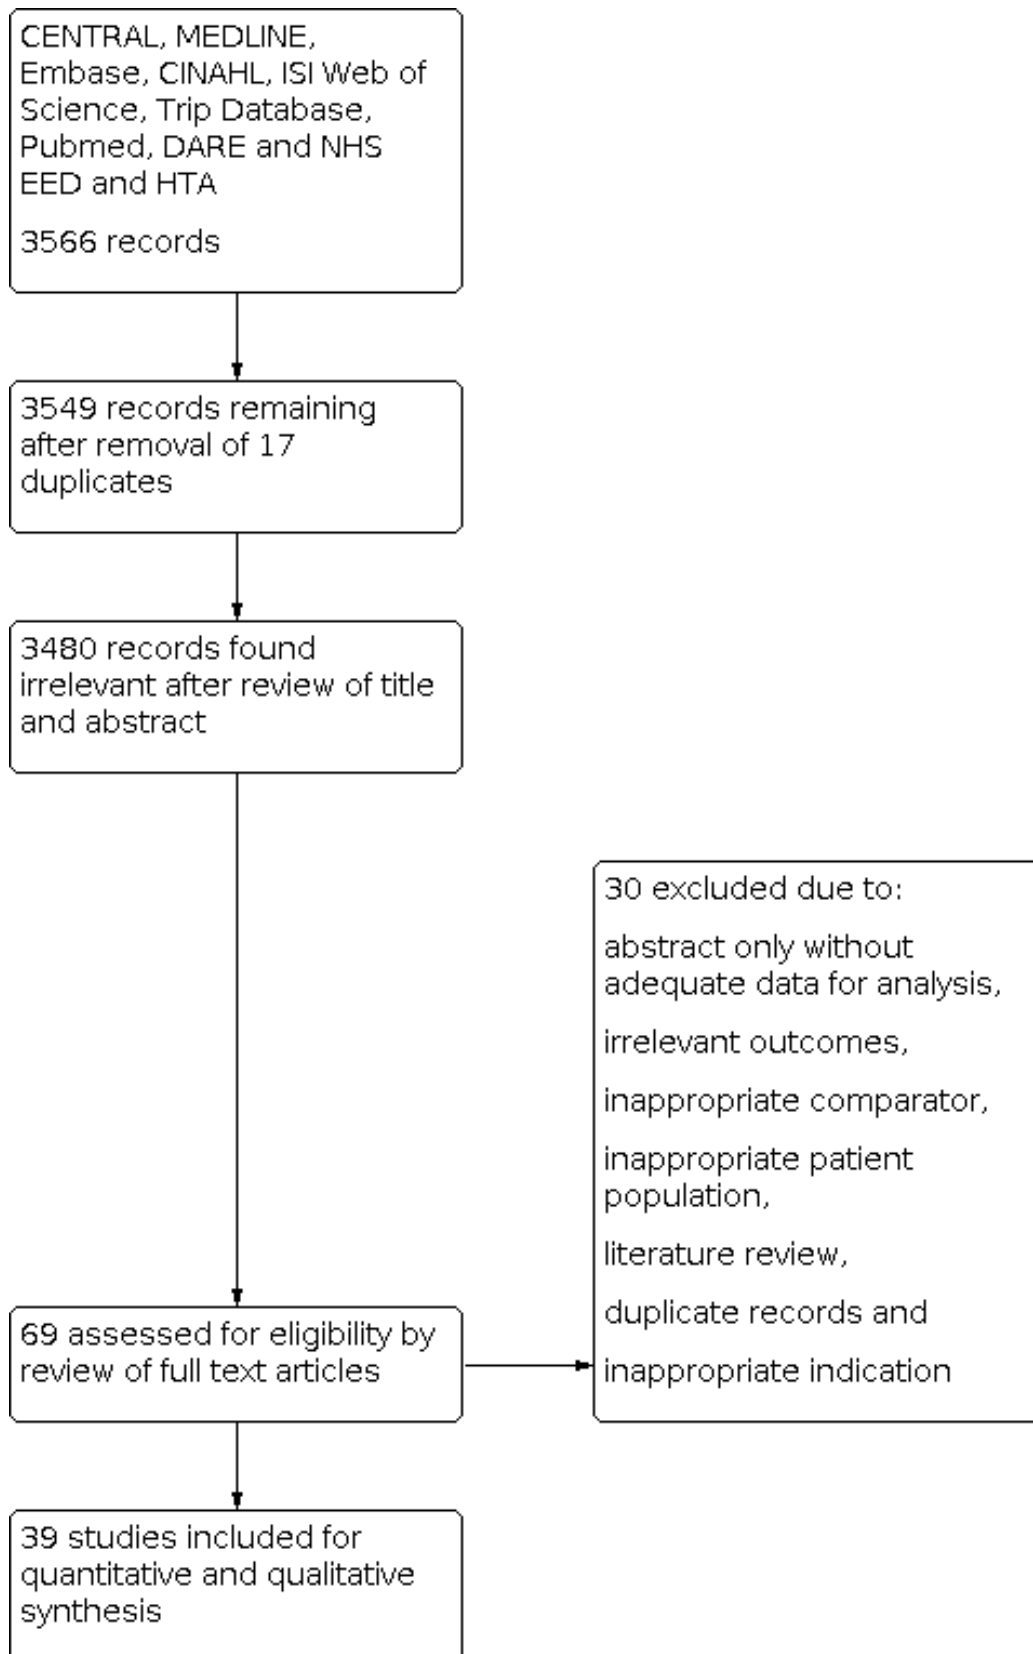 CENTRAL, MEDLINE,
Embase, CINAHL, ISI Web of
Science, Trip Database,
Pubmed, DARE and NHS
EED and HTA
3566 records
3549 records remaining
after removal of 17
duplicates
3480 records found
irrelevant after review of title
and abstract
30 excluded due to:
abstract only without
adequate data for analysis,
irrelevant outcomes,
inappropriate comparator,
inappropriate patient
population,
literature review,
duplicate records and
inappropriate indication
69 assessed for eligibility by
review of full text articles
39 studies included for
quantitative and qualitative
synthesis